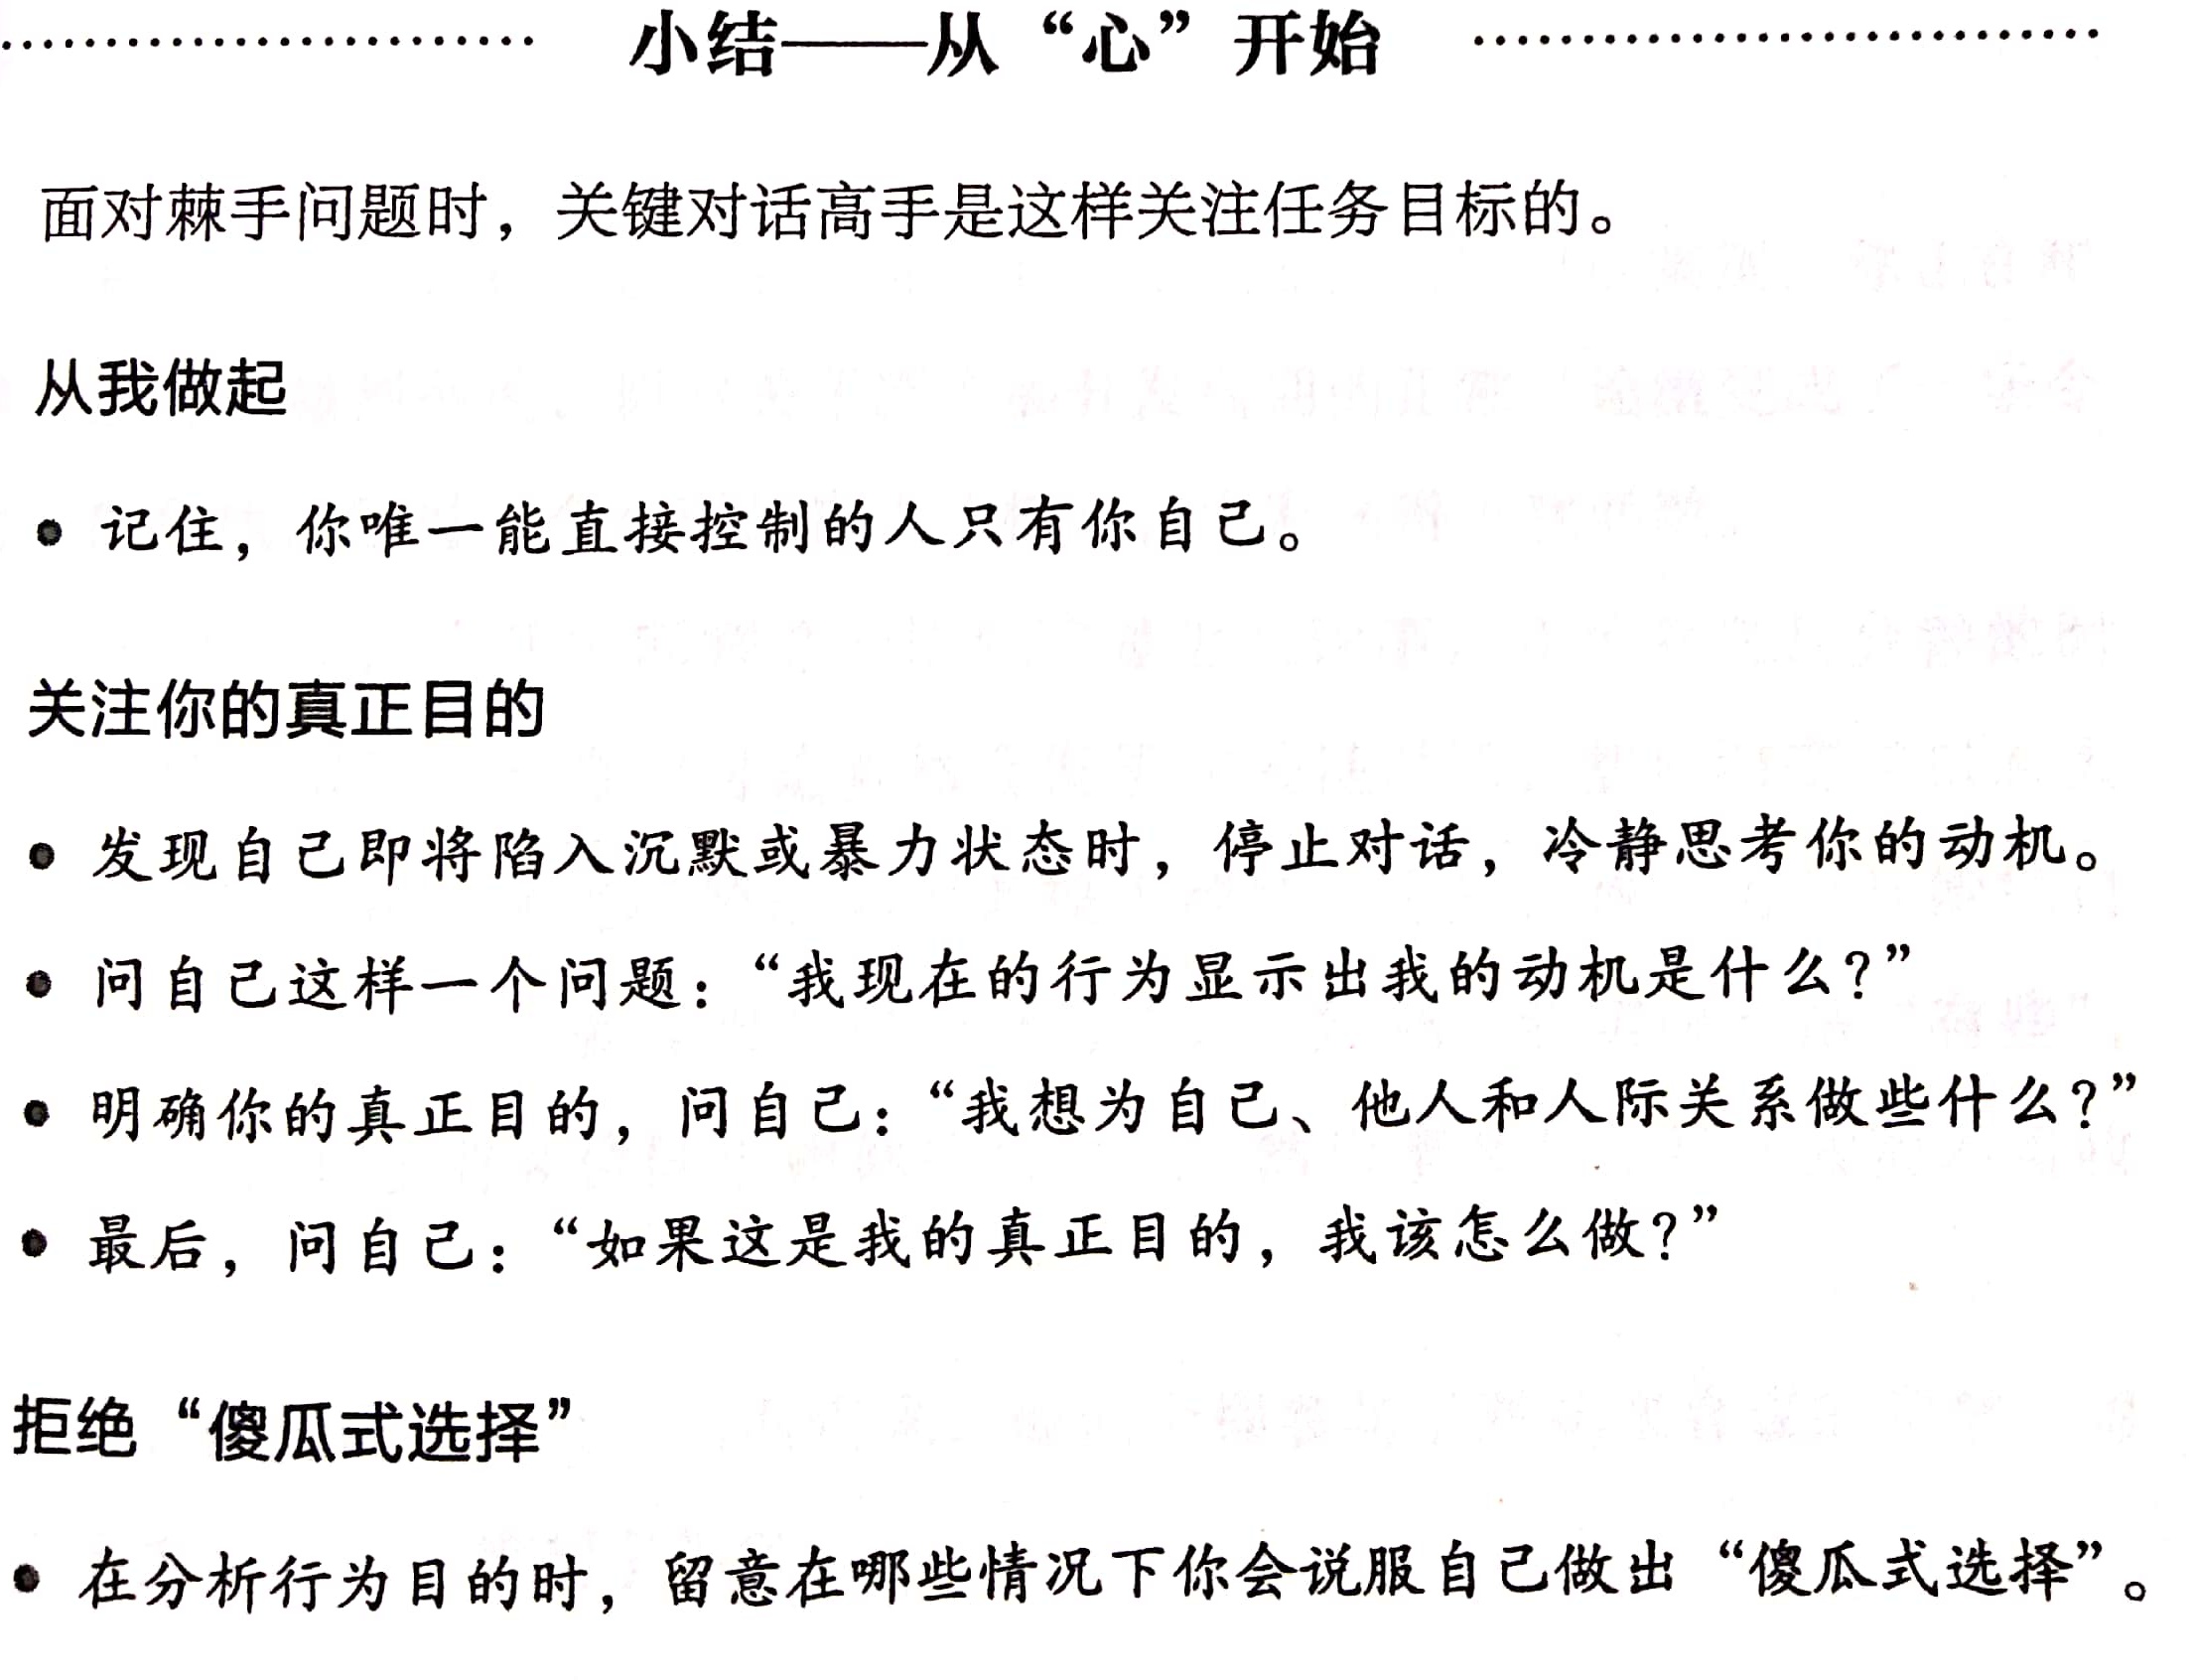 小结——从“心”开始
面对棘手问题时，关键对话高手是这样关注任务目标的。
从我做起
● 记住，你唯一能直接控制的人只有你自己。
关注你的真正目的
● 发现自己即将陷入沉默或暴力状态时，停止对话，冷静思考你的动机。
● 问自己这样一个问题：“我现在的行为显示出我的动机是什么？”
● 明确你的真正目的，问自己：“我想为自己、他人和人际关系做些什么？”
● 最后，问自己：“如果这是我的真正目的，我该怎么做？”
拒绝“傻瓜式选择”
● 在分析行为目的时，留意在哪些情况下你会说服自己做出“傻瓜式选择”。